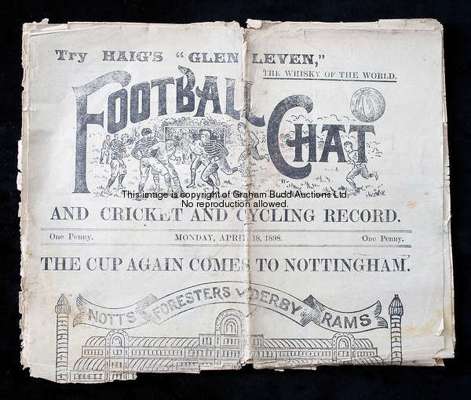 Try HAIG'S "GLENLEVEN,"
THE WHISKY OF THE WORLD.
FOOTBALL CHAT
This image is copyright of Graham Budd Auctions Ltd
No reproduction allowed.
AND CRICKET AND CYCLING RECORD.
One Penny. MONDAY, APRIL 18, 1898. One Penny.
THE CUP AGAIN COMES TO NOTTINGHAM.
NOTTS FORESTERS V DERBY RAMS